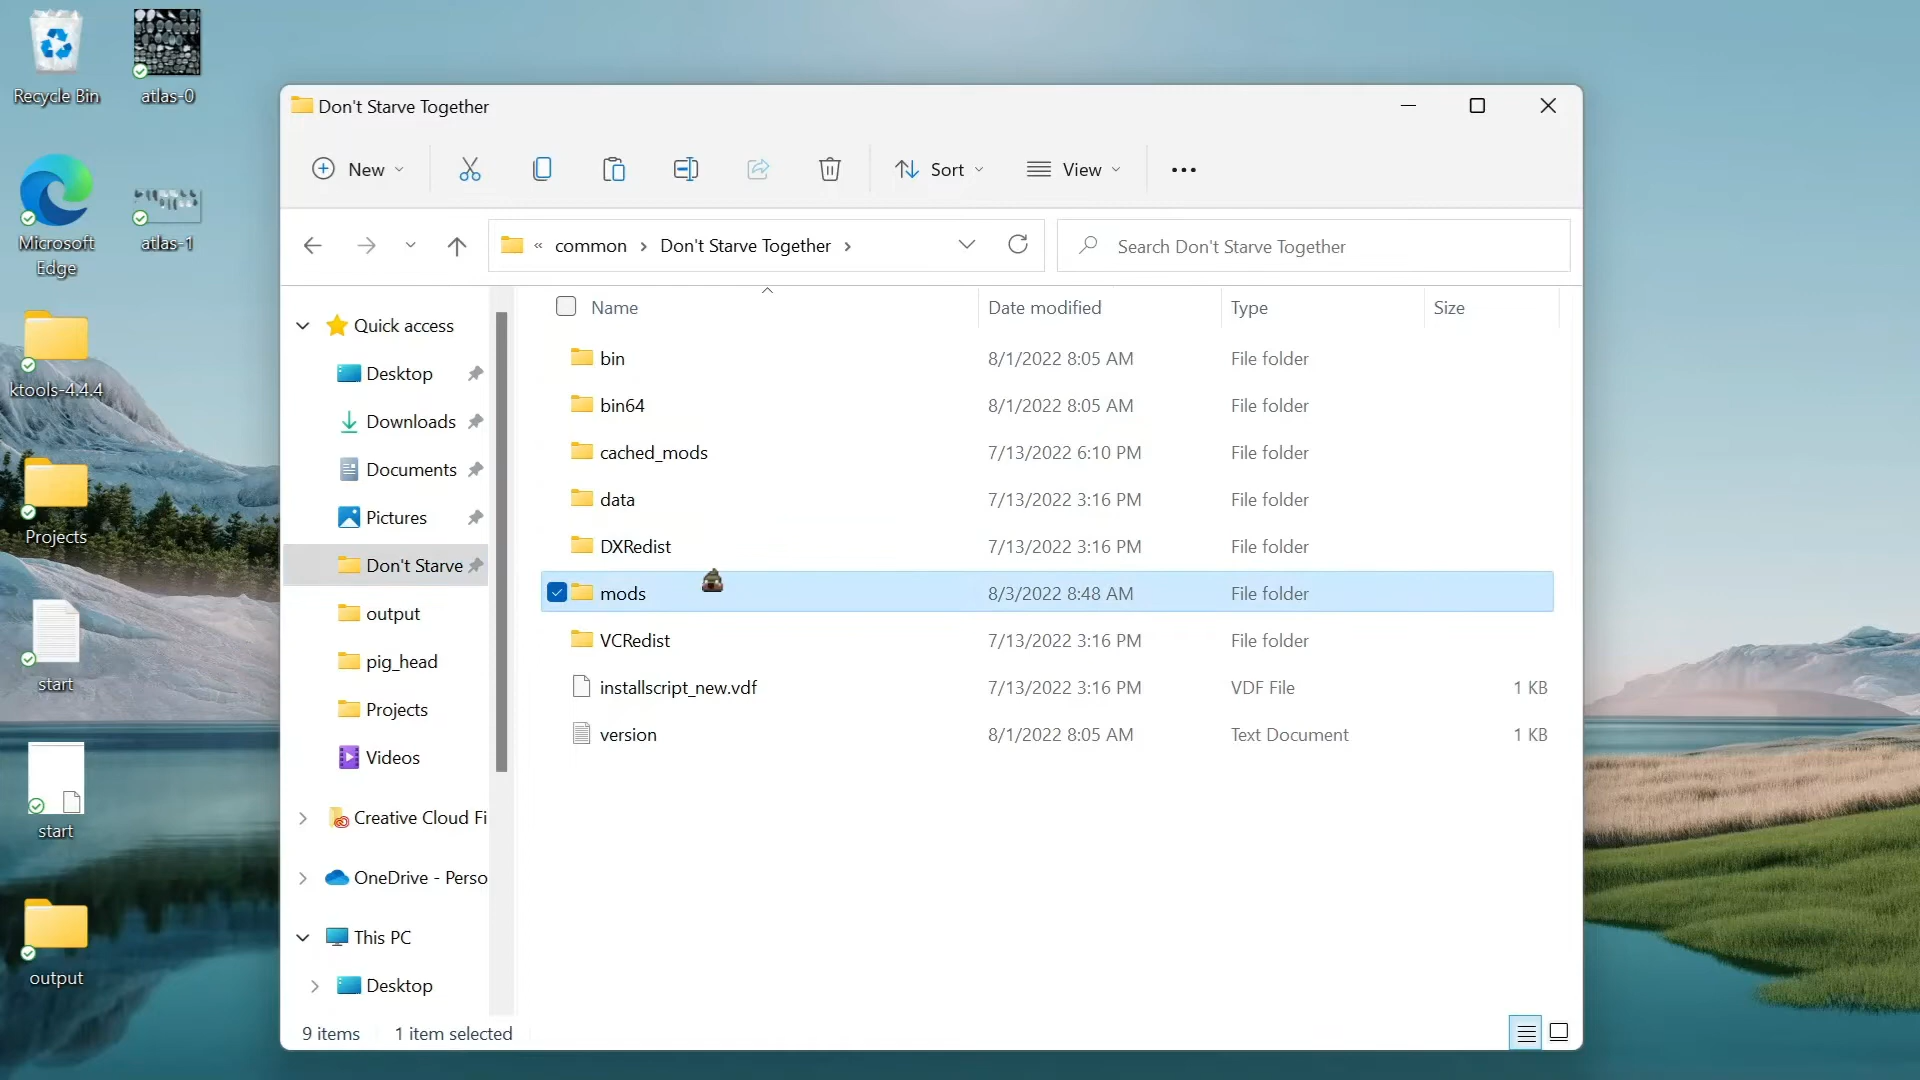 Recycle Bin
atlas-0
Microsoft
Edge
atlas-1
ktools-4.4.4
Projects
start
start
output
Don't Starve Together
New
Sort
View
« common › Don't Starve Together ›
Search Don't Starve Together
Quick access
Desktop
Downloads
Documents
Pictures
Don't Starve
output
pig_head
Projects
Videos
Creative Cloud Fi
OneDrive - Perso
This PC
Desktop
Name Date modified Type Size
bin 8/1/2022 8:05 AM File folder
bin64 8/1/2022 8:05 AM File folder
cached_mods 7/13/2022 6:10 PM File folder
data 7/13/2022 3:16 PM File folder
DXRedist 7/13/2022 3:16 PM File folder
mods 8/3/2022 8:48 AM File folder
VCRedist 7/13/2022 3:16 PM File folder
installscript_new.vdf 7/13/2022 3:16 PM VDF File 1 KB
version 8/1/2022 8:05 AM Text Document 1 KB
9 items 1 item selected